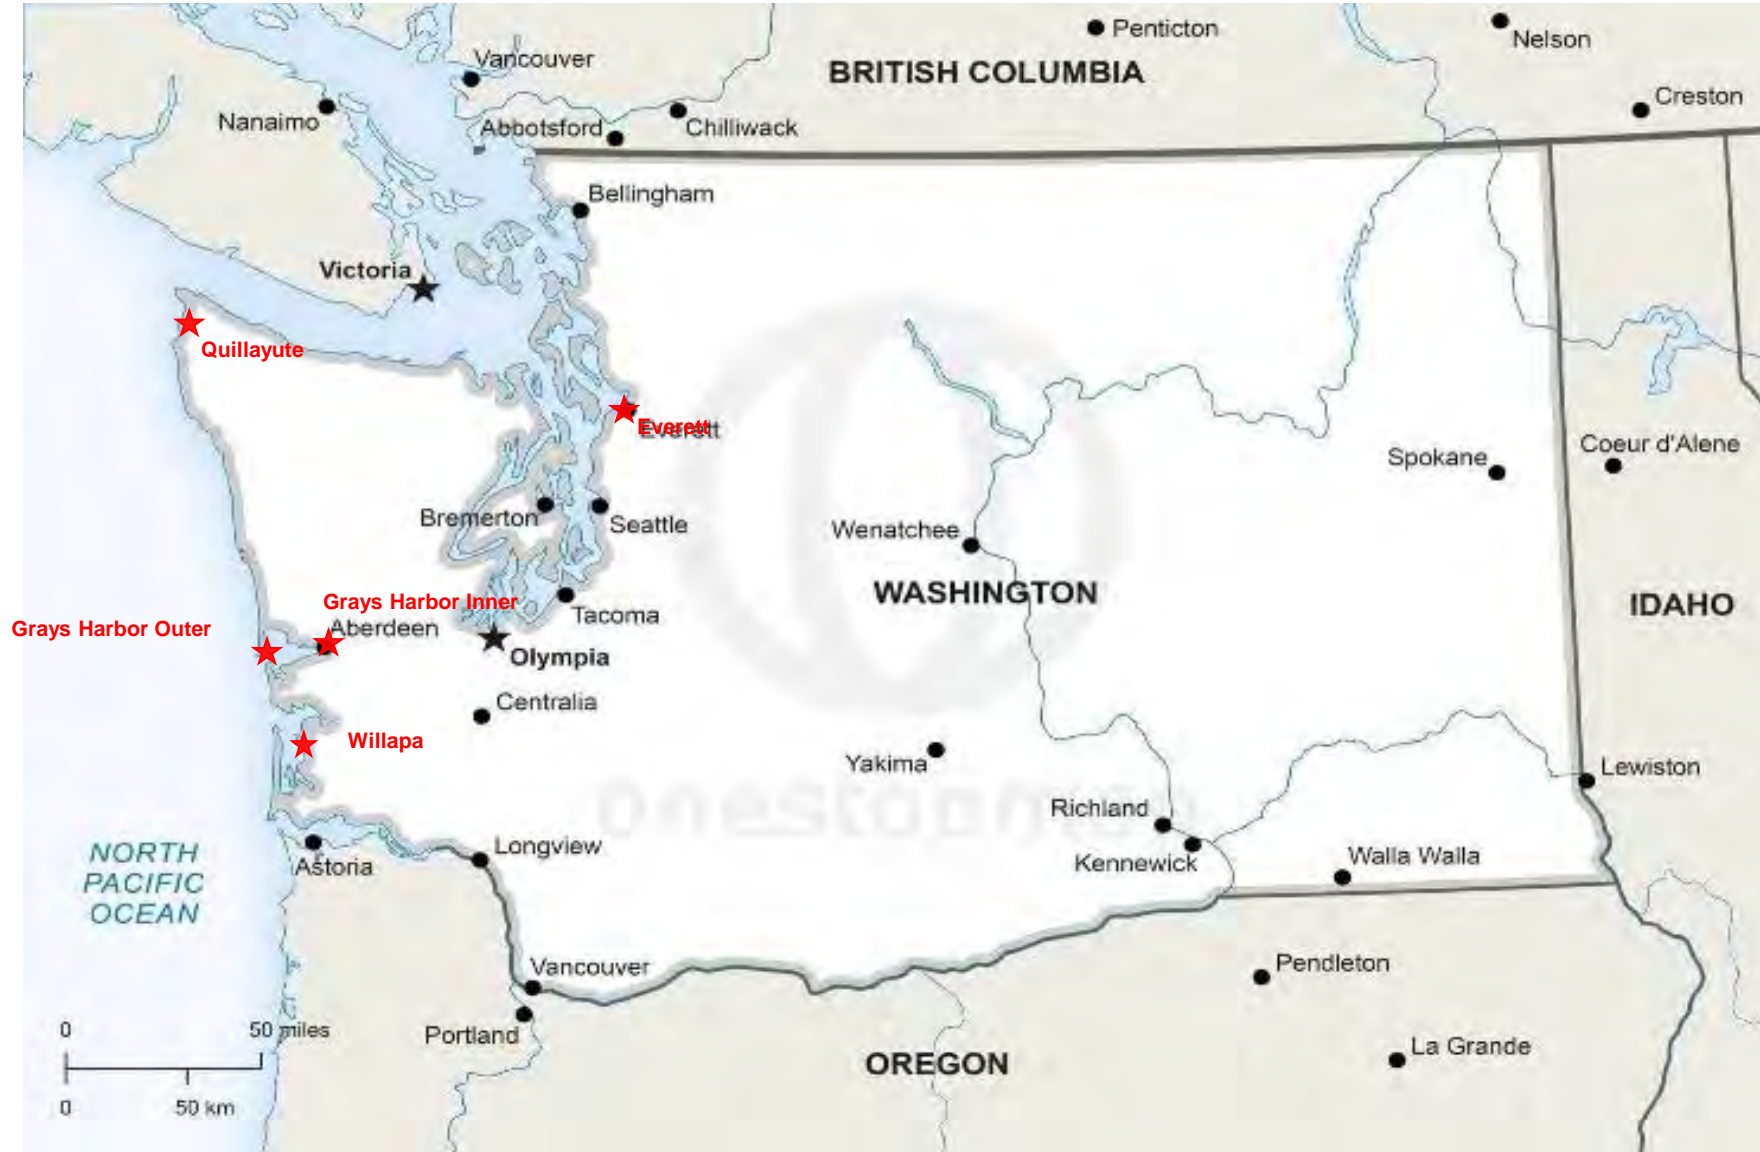 Penticton
Nelson
Vancouver
BRITISH COLUMBIA
Creston
Nanaimo
Abbotsford
Chilliwack
Bellingham
Victoria
Quillayute
Everett
Everett
Spokane
Coeur d'Alene
Bremerton
Seattle
Wenatchee
WASHINGTON
Grays Harbor Inner
IDAHO
Tacoma
Grays Harbor Outer
Aberdeen
Olympia
Centralia
Willapa
Yakima
Lewiston
onestopmap
Richland
Longview
NORTH
PACIFIC
OCEAN
Astoria
Kennewick
Walla Walla
Vancouver
Pendleton
0 50 miles
Portland
La Grande
OREGON
0 50 km